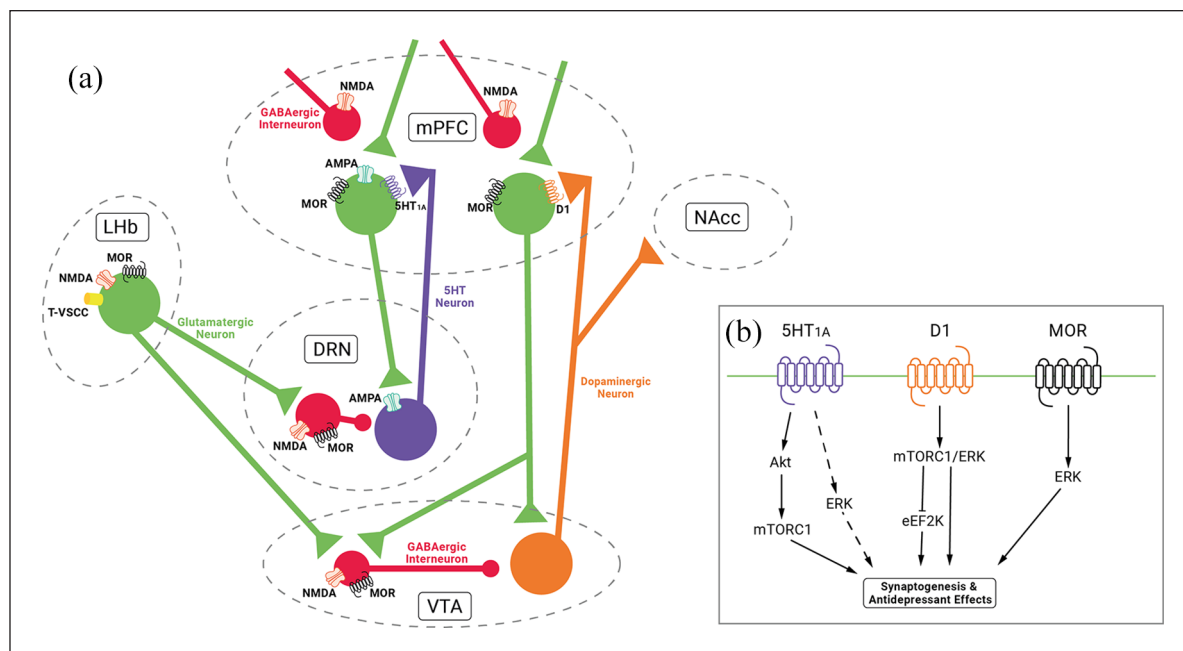 (a)
NMDA
GABAergic
Interneuron
NMDA
mPFC
AMPA
MOR
5HT1A
MOR
D1
NAcc
LHb
MOR
NMDA
T-VSCC
Glutamatergic
Neuron
5HT
Neuron
DRN
AMPA
NMDA
MOR
Dopaminergic
Neuron
GABAergic
Interneuron
NMDA
MOR
VTA
(b)
5HT1A
D1
MOR
Akt
mTORC1/ERK
ERK
ERK
mTORC1
eEF2K
Synaptogenesis &
Antidepressant Effects